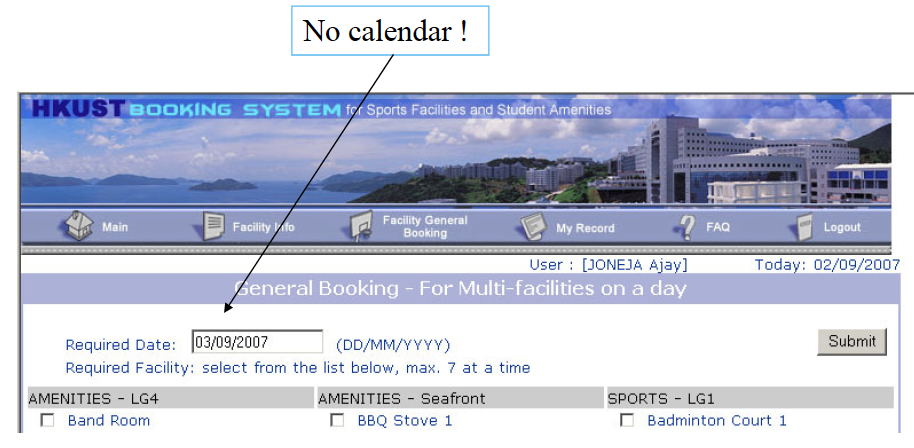 No calendar !
HKUST BOOKING SYSTEM for Sports Facilities and Student Amenities
Main Facility Info Facility General Booking My Record FAQ Logout
User : [JONEJA Ajay] Today: 02/09/2007
General Booking - For Multi-facilities on a day
Required Date: 03/09/2007 (DD/MM/YYYY) Submit
Required Facility: select from the list below, max. 7 at a time
AMENITIES - LG4 AMENITIES - Seafront SPORTS - LG1
Band Room BBQ Stove 1 Badminton Court 1